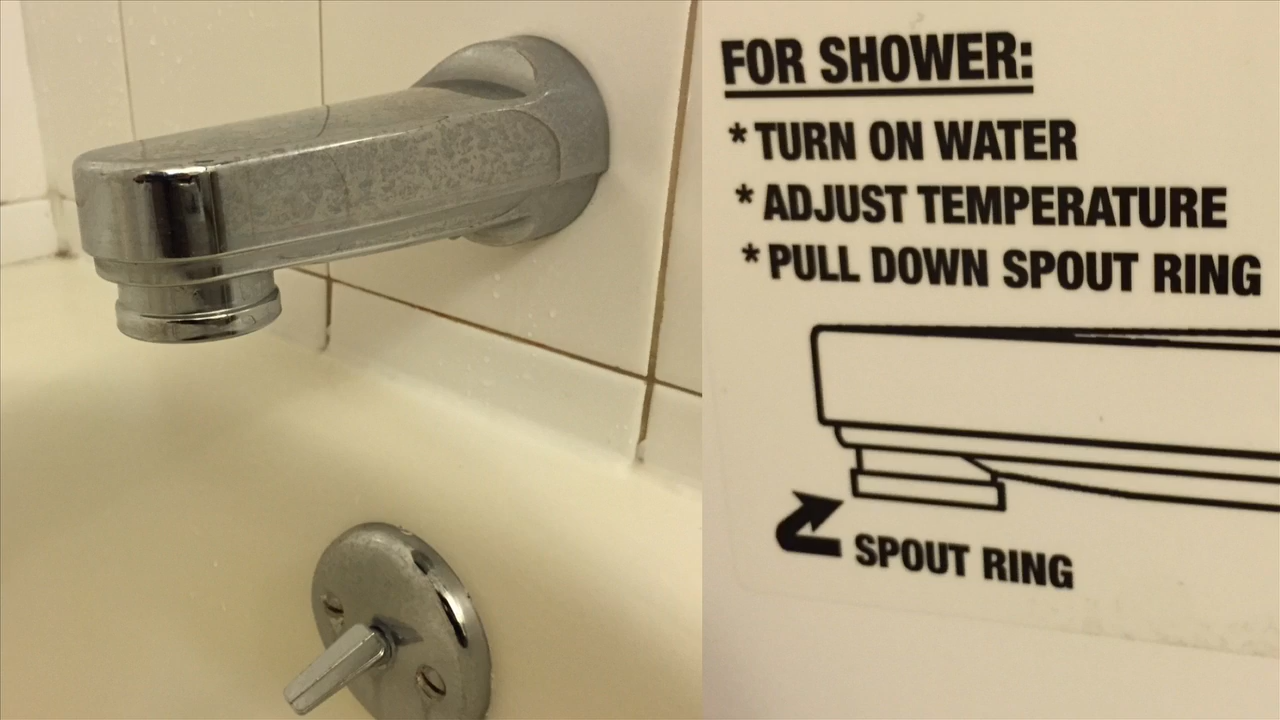 FOR SHOWER:
* TURN ON WATER
* ADJUST TEMPERATURE
* PULL DOWN SPOUT RING
SPOUT RING